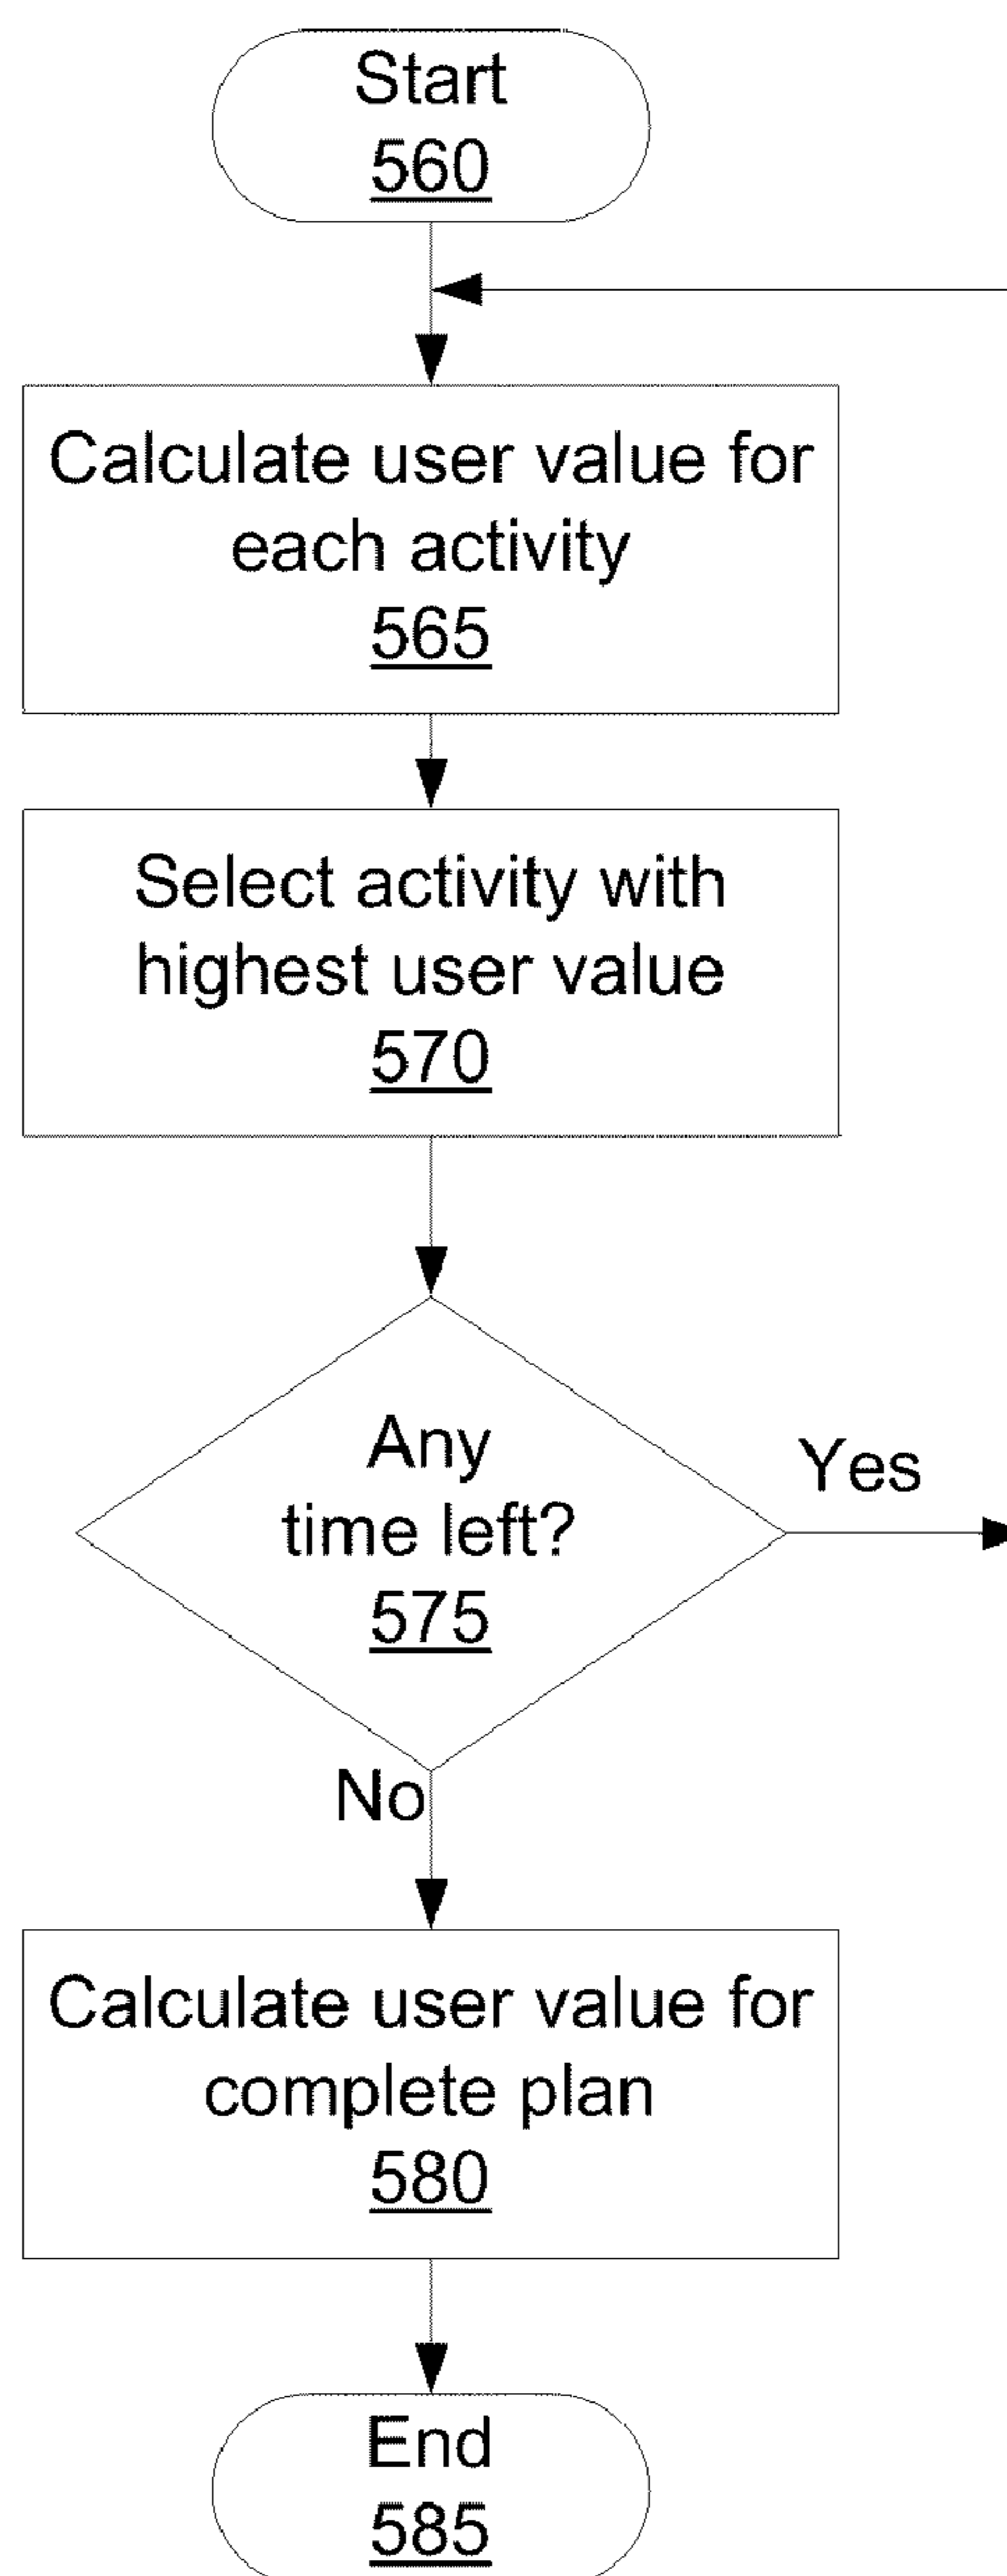 Start
560
Calculate user value for
each activity
565
Select activity with
highest user value
570
Any
time left?
575
Yes
No
Calculate user value for
complete plan
580
End
585